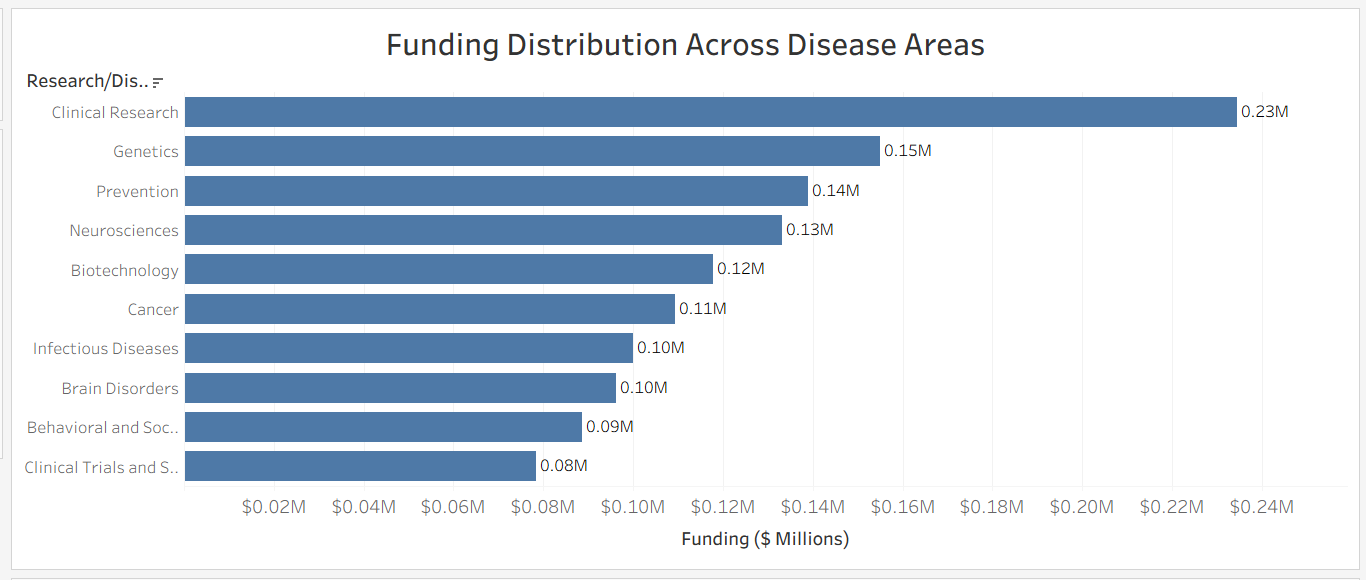 Funding Distribution Across Disease Areas
Research/Dis..
Clinical Research 0.23M
Genetics 0.15M
Prevention 0.14M
Neurosciences 0.13M
Biotechnology 0.12M
Cancer 0.11M
Infectious Diseases 0.10M
Brain Disorders 0.10M
Behavioral and Soc.. 0.09M
Clinical Trials and S.. 0.08M
$0.02M $0.04M $0.06M $0.08M $0.10M $0.12M $0.14M $0.16M $0.18M $0.20M $0.22M $0.24M
Funding ($ Millions)